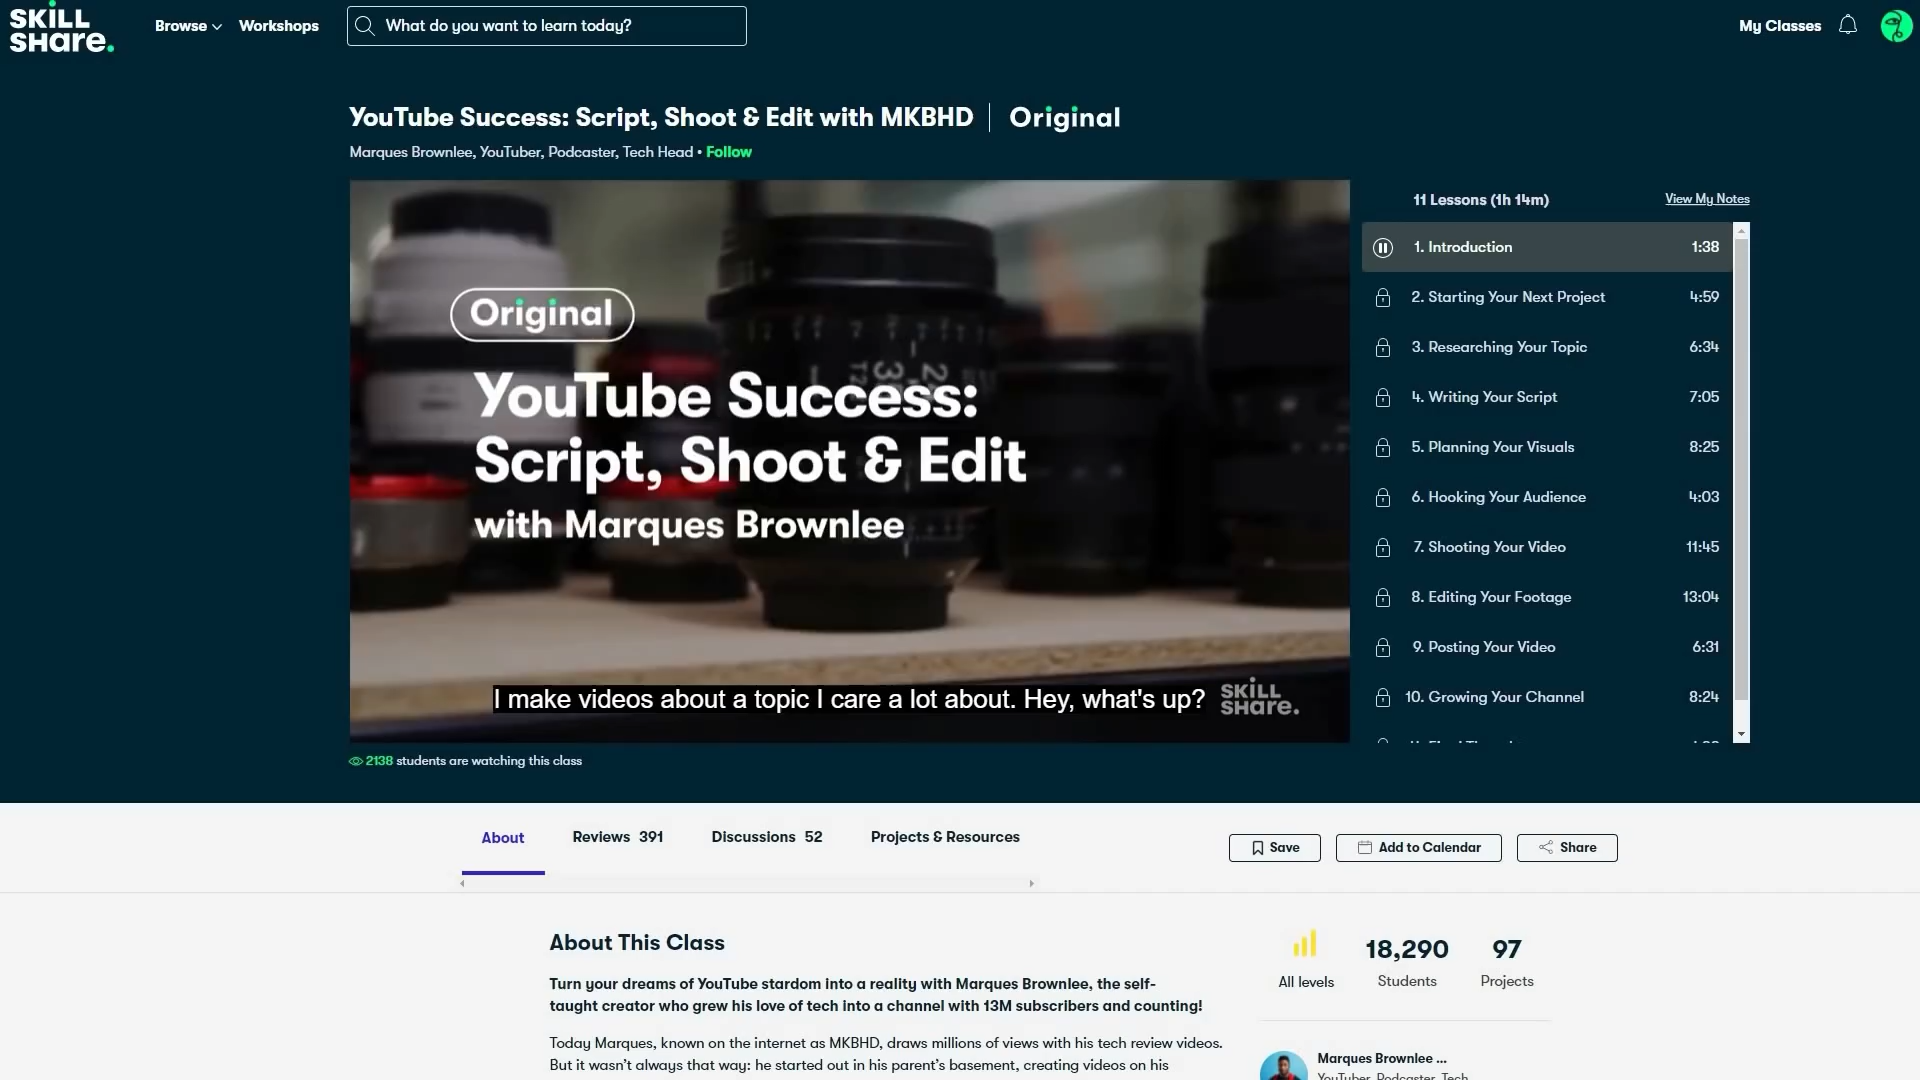 SKILL
SHARE.
Browse
Workshops
What do you want to learn today?
My Classes
YouTube Success: Script, Shoot & Edit with MKBHD
Original
Marques Brownlee, YouTuber, Podcaster, Tech Head • Follow
Original
YouTube Success:
Script, Shoot & Edit
with Marques Brownlee
I make videos about a topic I care a lot about. Hey, what's up?
SKILL
SHARE.
11 Lessons (1h 14m)
View My Notes
1. Introduction 1:38
2. Starting Your Next Project 4:59
3. Researching Your Topic 6:34
4. Writing Your Script 7:05
5. Planning Your Visuals 8:25
6. Hooking Your Audience 4:03
7. Shooting Your Video 11:45
8. Editing Your Footage 13:04
9. Posting Your Video 6:31
10. Growing Your Channel 8:24
2138 students are watching this class
About
Reviews 391
Discussions 52
Projects & Resources
Save
Add to Calendar
Share
About This Class
Turn your dreams of YouTube stardom into a reality with Marques Brownlee, the self-
taught creator who grew his love of tech into a channel with 13M subscribers and counting!
Today Marques, known on the internet as MKBHD, draws millions of views with his tech review videos.
But it wasn't always that way: he started out in his parent's basement, creating videos on his
All levels
18,290
Students
97
Projects
Marques Brownlee ...
YouTuber, Podcaster, Tech